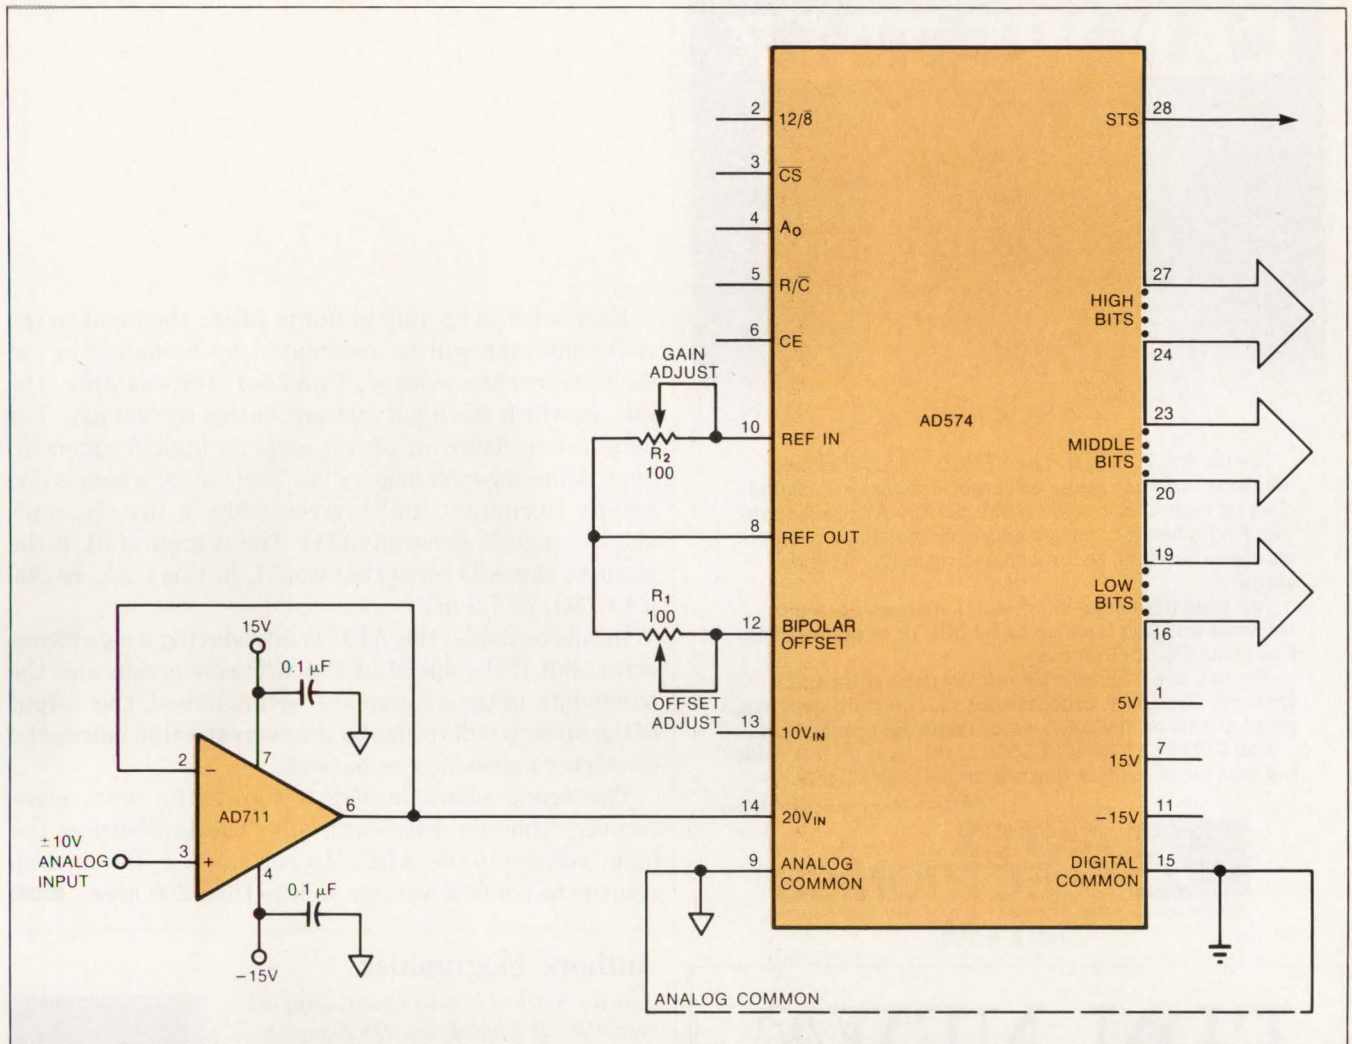 2
12/8̅
3
C̅S̅
4
A₀
5
R/C̅
6
CE
GAIN
ADJUST
R₂
100
10
REF IN
8
REF OUT
R₁
100
12
BIPOLAR
OFFSET
OFFSET
ADJUST
13
10V_IN
14
20V_IN
9
ANALOG
COMMON
AD574
STS
28
27
HIGH
BITS
24
23
MIDDLE
BITS
20
19
LOW
BITS
16
5V
1
15V
7
−15V
11
DIGITAL
COMMON
15
ANALOG COMMON
15V
0.1 µF
7
2
−
AD711
6
±10V
ANALOG
INPUT
3
+
4
0.1 µF
−15V